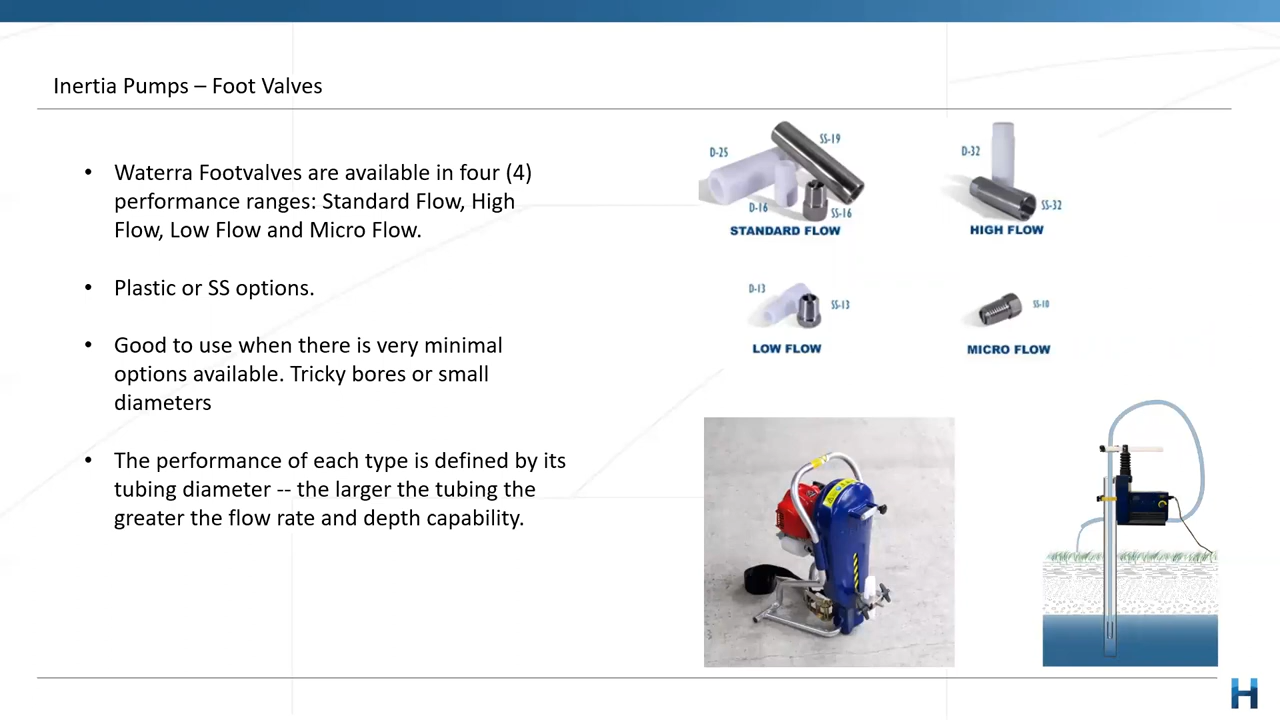 Inertia Pumps – Foot Valves
• Waterra Footvalves are available in four (4)
performance ranges: Standard Flow, High
Flow, Low Flow and Micro Flow.
• Plastic or SS options.
• Good to use when there is very minimal
options available. Tricky bores or small
diameters
• The performance of each type is defined by its
tubing diameter -- the larger the tubing the
greater the flow rate and depth capability.
D-25
SS-19
D-16
SS-16
STANDARD FLOW
D-32
SS-32
HIGH FLOW
D-13
SS-13
LOW FLOW
SS-10
MICRO FLOW
H